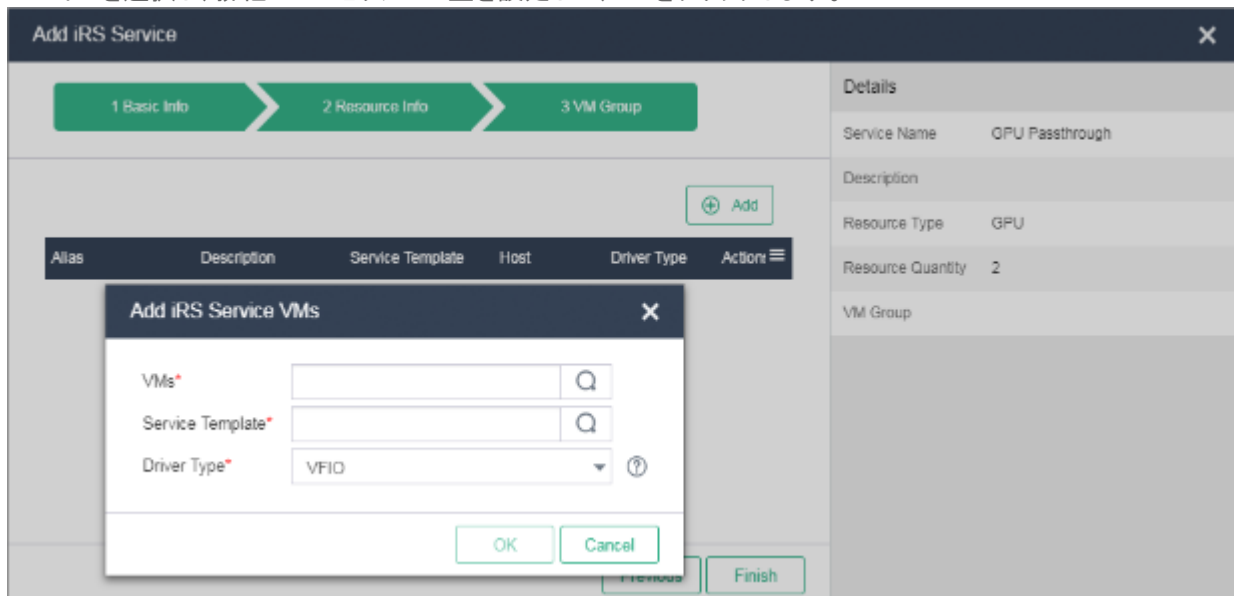 Add iRS Service
1 Basic Info
2 Resource Info
3 VM Group
Add
Alias Description Service Template Host Driver Type Action
Add iRS Service VMs
VMs*
Service Template*
Driver Type* VFIO
OK Cancel
Previous Finish
Details
Service Name GPU Passthrough
Description
Resource Type GPU
Resource Quantity 2
VM Group